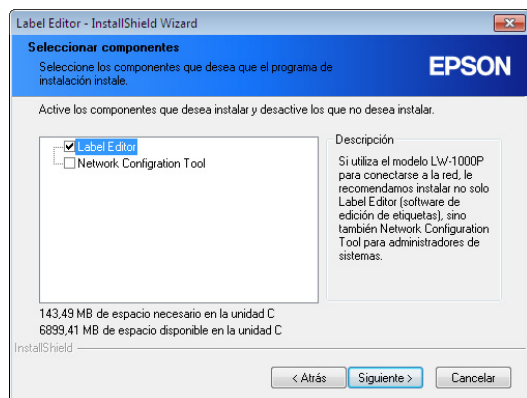 Label Editor - InstallShield Wizard
Seleccionar componentes
Seleccione los componentes que desea que el programa de
instalación instale.
EPSON
Active los componentes que desea instalar y desactive los que no desea instalar.
Label Editor
Network Configration Tool
Descripción
Si utiliza el modelo LW-1000P
para conectarse a la red, le
recomendamos instalar no solo
Label Editor (software de
edición de etiquetas), sino
también Network Configuration
Tool para administradores de
sistemas.
143,49 MB de espacio necesario en la unidad C
6899,41 MB de espacio disponible en la unidad C
InstallShield
< Atrás
Siguiente >
Cancelar